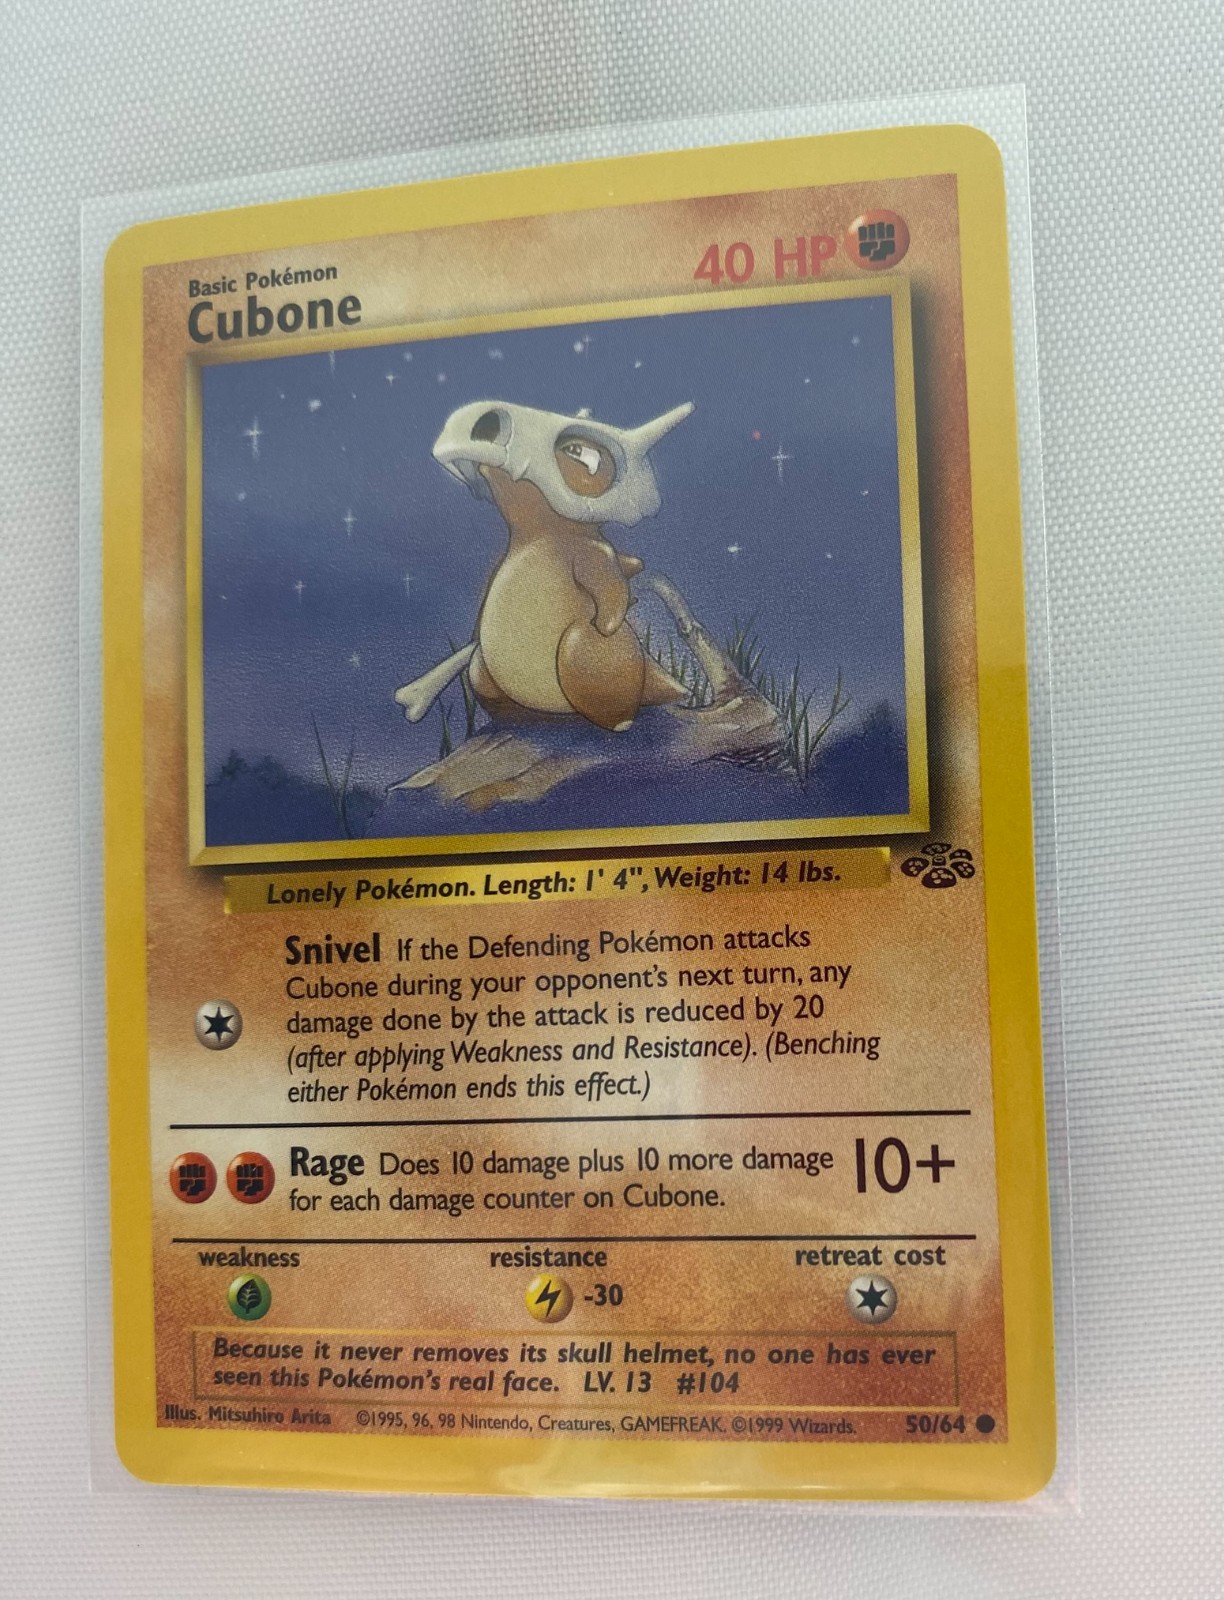 Basic Pokémon
Cubone
40 HP
Lonely Pokémon. Length: 1' 4", Weight: 14 lbs.
Snivel If the Defending Pokémon attacks
Cubone during your opponent's next turn, any
damage done by the attack is reduced by 20
(after applying Weakness and Resistance). (Benching
either Pokémon ends this effect.)
Rage Does 10 damage plus 10 more damage 10+
for each damage counter on Cubone.
weakness resistance retreat cost
-30
Because it never removes its skull helmet, no one has ever
seen this Pokémon's real face. LV. 13 #104
Illus. Mitsuhiro Arita ©1995, 96, 98 Nintendo, Creatures, GAMEFREAK. ©1999 Wizards. 50/64